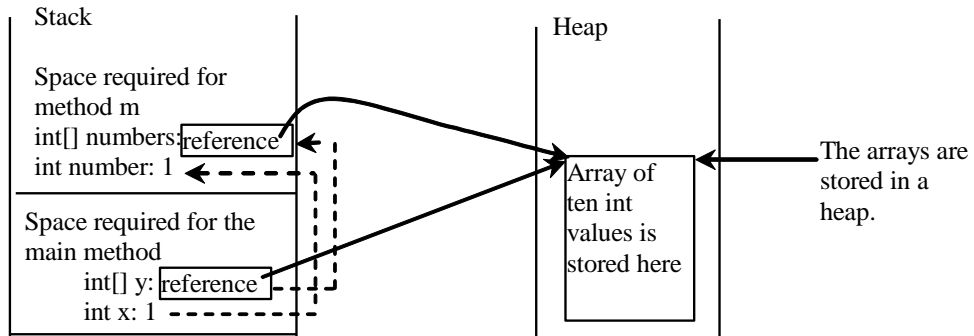 Stack
Space required for
method m
int[] numbers: reference
int number: 1
Space required for the
main method
int[] y: reference
int x: 1
Heap
Array of
ten int
values is
stored here
The arrays are
stored in a
heap.